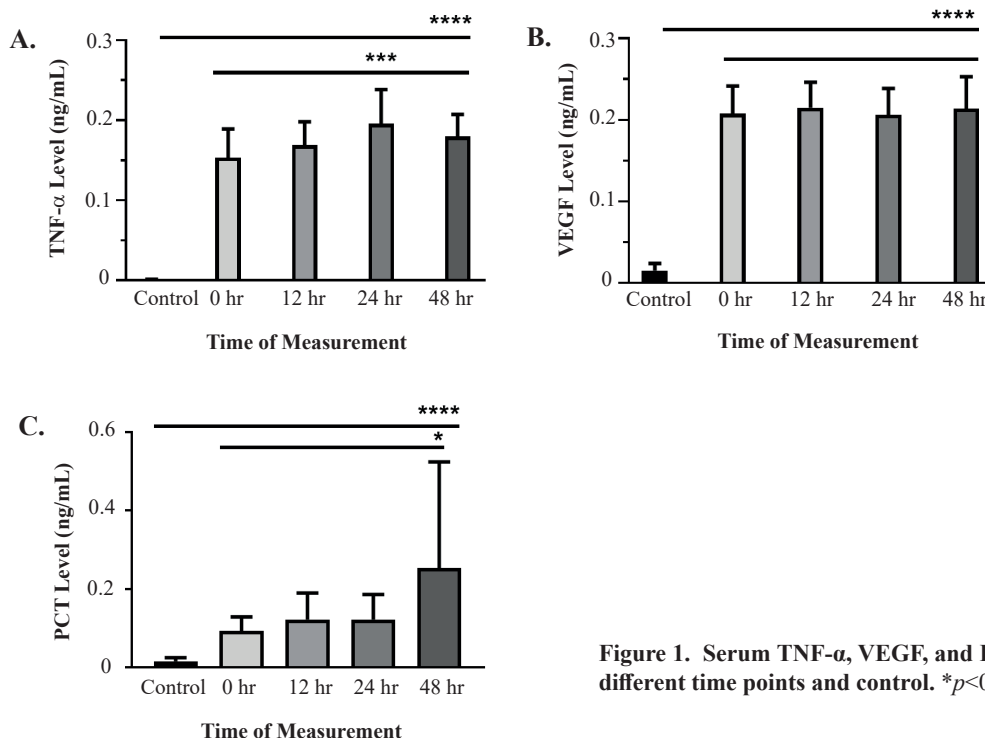 A.
****
***
0.3
0.2
0.1
0
TNF-α Level (ng/mL)
Control 0 hr 12 hr 24 hr 48 hr
Time of Measurement
B.
****
0.3
0.2
0.1
0
VEGF Level (ng/mL)
Control 0 hr 12 hr 24 hr 48 hr
Time of Measurement
C.
****
*
0.6
0.4
0.2
0
PCT Level (ng/mL)
Control 0 hr 12 hr 24 hr 48 hr
Time of Measurement
Figure 1. Serum TNF-α, VEGF, and
different time points and control. *p<0